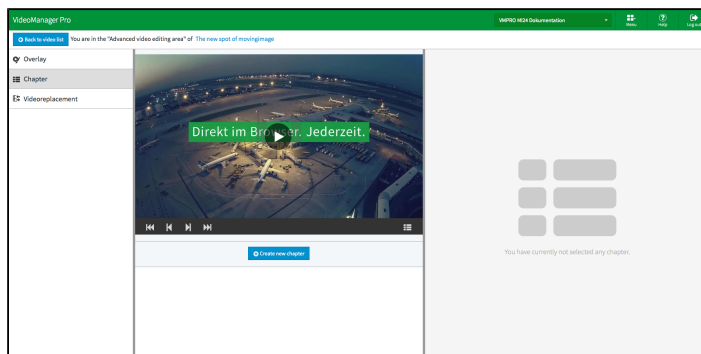 VideoManager Pro
VMPRO MI24 Dokumentation
Menu
Help
Log out
Back to video list
You are in the "Advanced video editing area" of The new spot of movingimage
Overlay
Chapter
Videoreplacement
Direkt im Browser. Jederzeit.
Create new chapter
You have currently not selected any chapter.